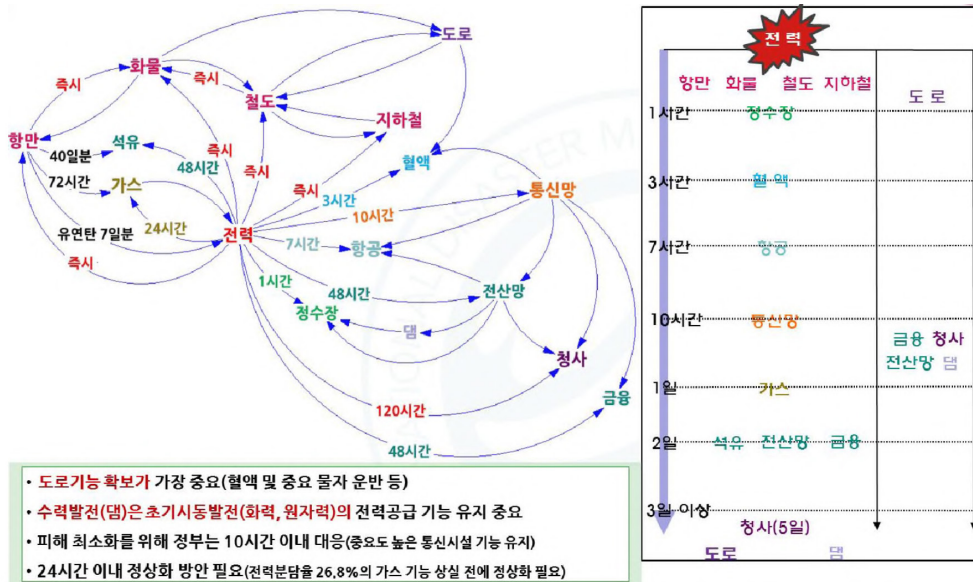 도로
화물
즉시
즉시
철도
지하철
항만
40일분
석유
즉시
즉시
혈액
72시간
가스
48시간
즉시
3시간
통신망
10시간
24시간
전력
유연탄 7일분
7시간
항공
즉시
1시간
48시간
전산망
정수장
댐
청사
120시간
금융
48시간
• 도로기능 확보가 가장 중요(혈액 및 중요 물자 운반 등)
• 수력발전(댐)은 초기시동발전(화력, 원자력)의 전력공급 기능 유지 중요
• 피해 최소화를 위해 정부는 10시간 이내 대응(중요도 높은 통신시설 기능 유지)
• 24시간 이내 정상화 방안 필요(전력분담율 26.8%의 가스 기능 상실 전에 정상화 필요)
전력
항만 화물 철도 지하철
도로
1시간
정수장
3시간
혈액
7시간
항공
10시간
통신망
금융 청사
전산망 댐
1일
가스
2일
석유 전산망 금융
3일 이상
청사(5일)
도로 댐